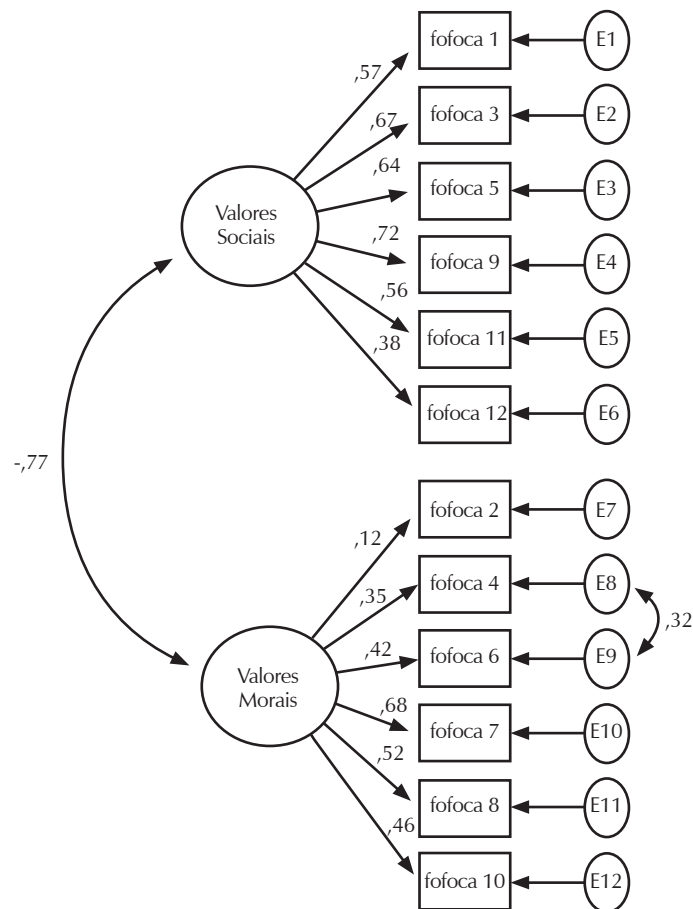 fofoca 1
E1
,57
fofoca 3
E2
,67
,64
fofoca 5
E3
Valores
Sociais
,72
fofoca 9
E4
,56
fofoca 11
E5
,38
fofoca 12
E6
-,77
fofoca 2
E7
,12
fofoca 4
E8
,35
,32
,42
fofoca 6
E9
Valores
Morais
,68
fofoca 7
E10
,52
fofoca 8
E11
,46
fofoca 10
E12